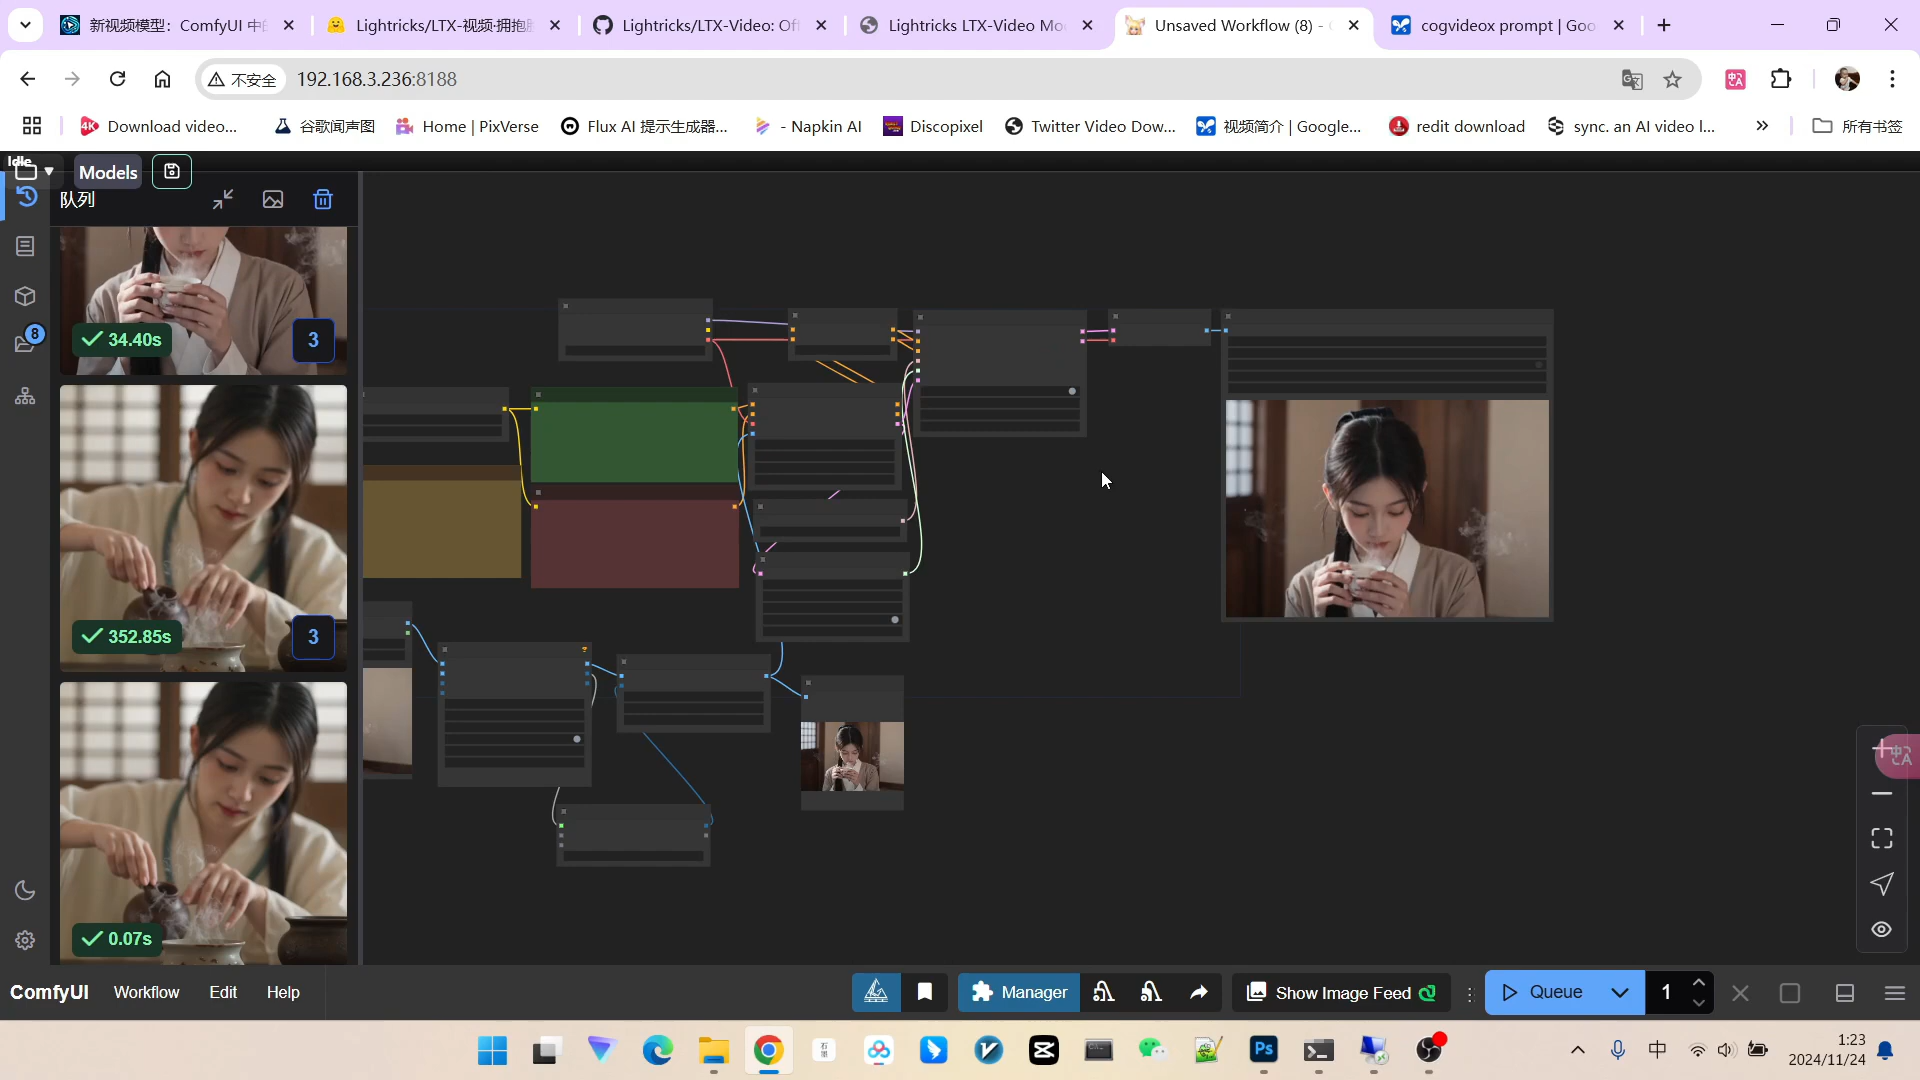 新视频模型：ComfyUI 中
Lightricks/LTX-视频·拥抱
Lightricks/LTX-Video: Of
Lightricks LTX-Video Mo
Unsaved Workflow (8) -
cogvideox prompt | Goo
不安全
192.168.3.236:8188
Download video...
谷歌闻声图
Home | PixVerse
Flux AI 提示生成器...
- Napkin AI
Discopixel
Twitter Video Dow...
视频简介 | Google...
redit download
sync. an AI video l...
所有书签
Idle
Models
队列
34.40s
3
8
352.85s
3
0.07s
ComfyUI
Workflow
Edit
Help
Manager
Show Image Feed
Queue
1
Ps
中
1:23
2024/11/24